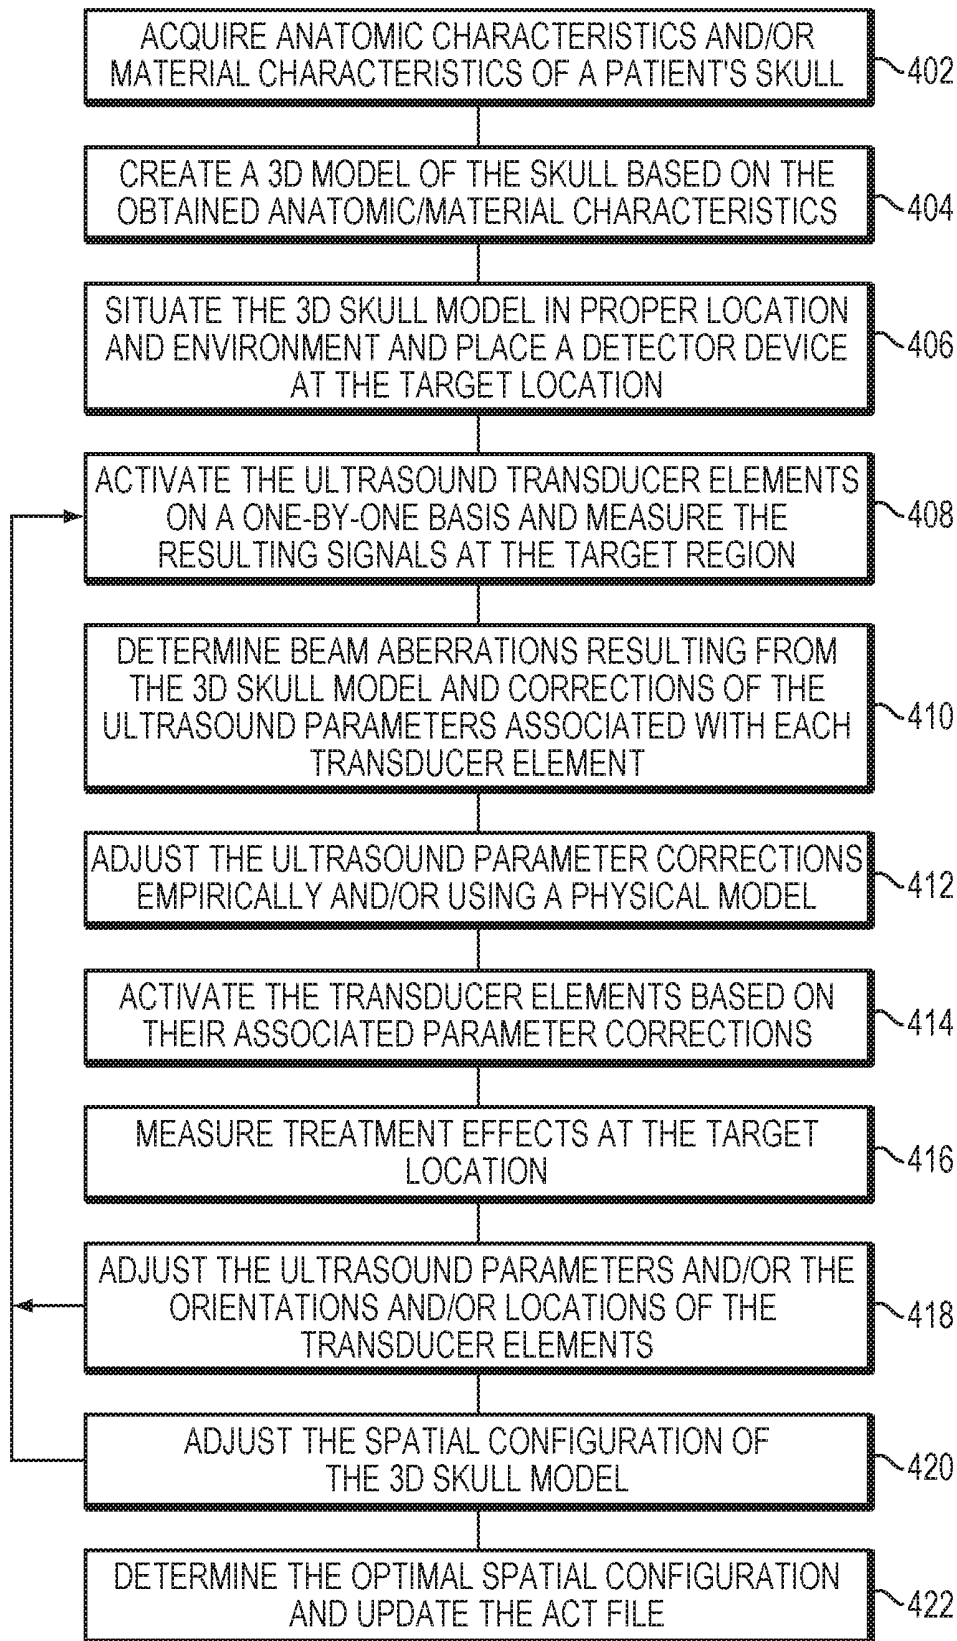 ACQUIRE ANATOMIC CHARACTERISTICS AND/OR
MATERIAL CHARACTERISTICS OF A PATIENT'S SKULL
402
CREATE A 3D MODEL OF THE SKULL BASED ON THE
OBTAINED ANATOMIC/MATERIAL CHARACTERISTICS
404
SITUATE THE 3D SKULL MODEL IN PROPER LOCATION
AND ENVIRONMENT AND PLACE A DETECTOR DEVICE
AT THE TARGET LOCATION
406
ACTIVATE THE ULTRASOUND TRANSDUCER ELEMENTS
ON A ONE-BY-ONE BASIS AND MEASURE THE
RESULTING SIGNALS AT THE TARGET REGION
408
DETERMINE BEAM ABERRATIONS RESULTING FROM
THE 3D SKULL MODEL AND CORRECTIONS OF THE
ULTRASOUND PARAMETERS ASSOCIATED WITH EACH
TRANSDUCER ELEMENT
410
ADJUST THE ULTRASOUND PARAMETER CORRECTIONS
EMPIRICALLY AND/OR USING A PHYSICAL MODEL
412
ACTIVATE THE TRANSDUCER ELEMENTS BASED ON
THEIR ASSOCIATED PARAMETER CORRECTIONS
414
MEASURE TREATMENT EFFECTS AT THE TARGET
LOCATION
416
ADJUST THE ULTRASOUND PARAMETERS AND/OR THE
ORIENTATIONS AND/OR LOCATIONS OF THE
TRANSDUCER ELEMENTS
418
ADJUST THE SPATIAL CONFIGURATION OF
THE 3D SKULL MODEL
420
DETERMINE THE OPTIMAL SPATIAL CONFIGURATION
AND UPDATE THE ACT FILE
422